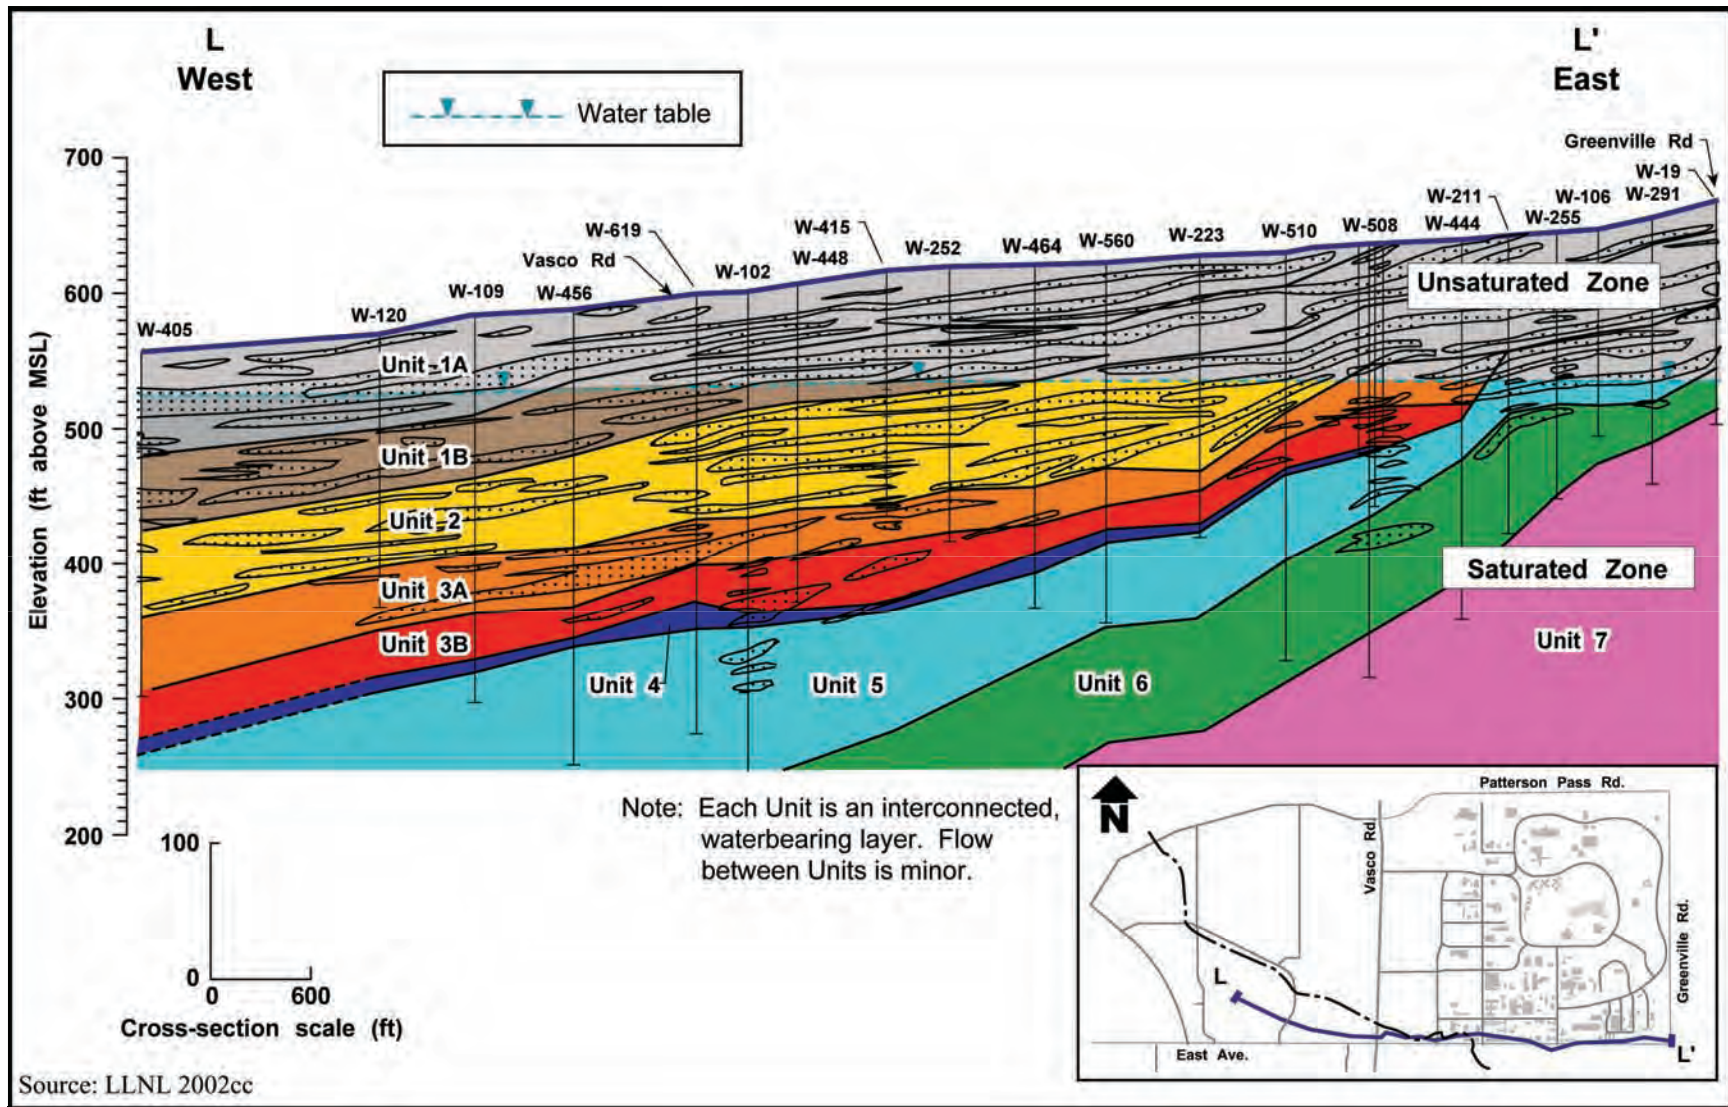 L
West
L'
East
Water table
Greenville Rd
W-19
W-211 W-106 W-291
W-619 W-415 W-252 W-464 W-560 W-223 W-510 W-508 W-444 W-255
Vasco Rd W-102 W-448
W-405 W-120 W-109 W-456
700
600
500
400
300
200
Elevation (ft above MSL)
Unsaturated Zone
Unit 1A
Unit 1B
Unit 2
Unit 3A
Unit 3B
Unit 4
Unit 5
Unit 6
Unit 7
Saturated Zone
Note: Each Unit is an interconnected,
waterbearing layer. Flow
between Units is minor.
100
0
0 600
Cross-section scale (ft)
N
Patterson Pass Rd.
Vasco Rd.
Greenville Rd.
L
East Ave.
L'
Source: LLNL 2002cc